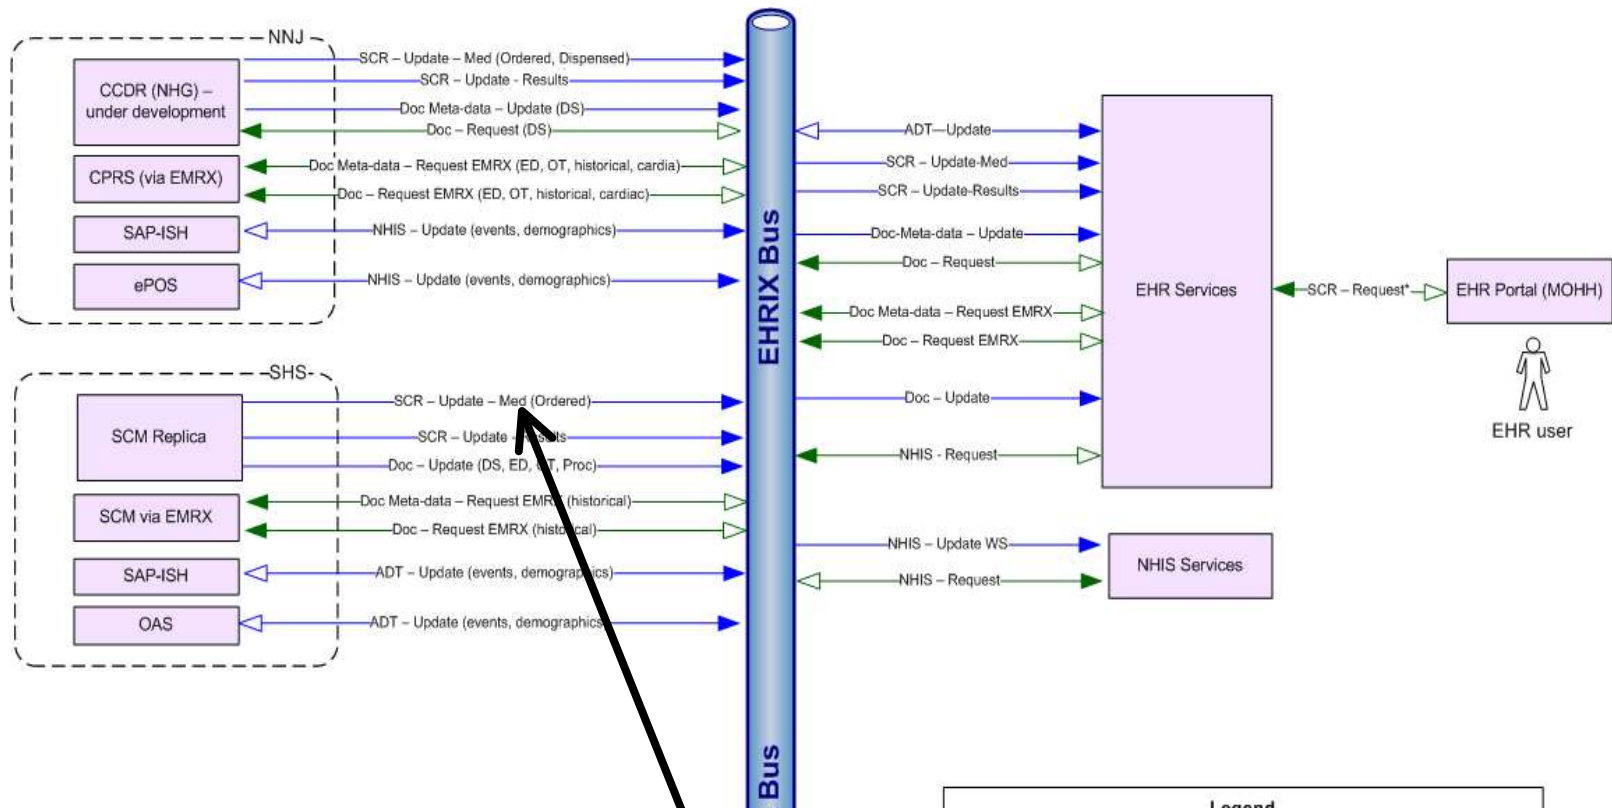 NNJ
CCDR (NHG) –
under development
CPRS (via EMRX)
SAP-ISH
ePOS
SCR – Update – Med (Ordered, Dispensed)
SCR – Update - Results
Doc Meta-data – Update (DS)
Doc – Request (DS)
Doc Meta-data – Request EMRX (ED, OT, historical, cardia)
Doc – Request EMRX (ED, OT, historical, cardiac)
NHIS – Update (events, demographics)
NHIS – Update (events, demographics)
SHS
SCM Replica
SCM via EMRX
SAP-ISH
OAS
SCR – Update – Med (Ordered)
SCR – Update - Results
Doc – Update (DS, ED, OT, Proc)
Doc Meta-data – Request EMRX (historical)
Doc – Request EMRX (historical)
ADT – Update (events, demographics)
ADT – Update (events, demographics)
EHRIX Bus
Bus
ADT—Update
SCR – Update-Med
SCR – Update-Results
Doc-Meta-data – Update
Doc – Request
Doc Meta-data – Request EMRX
Doc – Request EMRX
Doc – Update
NHIS - Request
NHIS – Update WS
NHIS – Request
EHR Services
NHIS Services
SCR – Request*
EHR Portal (MOHH)
EHR user
Legend